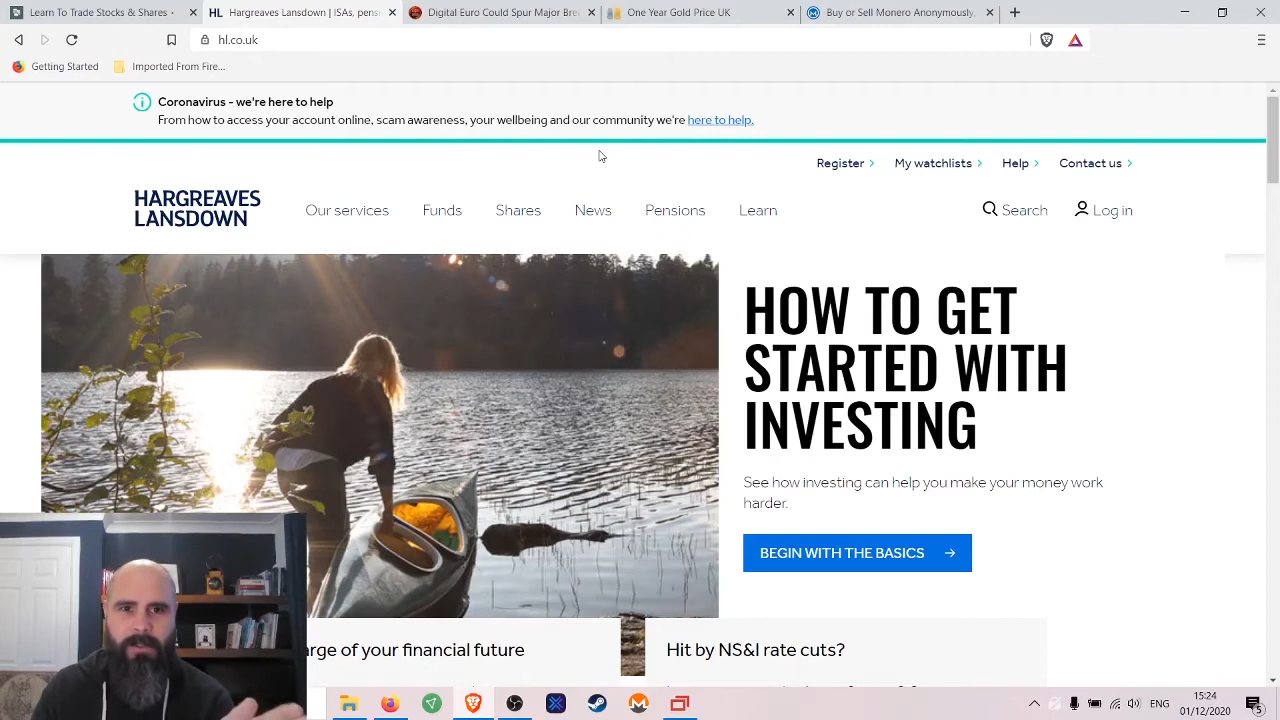 Learn To Trade Stocks & Shares -
HL Hargreaves Lansdown | ISAs, pens
Digital Euro Could Spur Major Bre
One Year Gold Price UK
Buy or Sell Monero Anonymously,
hl.co.uk
Getting Started
Imported From Fire...
Coronavirus - we're here to help
From how to access your account online, scam awareness, your wellbeing and our community we're here to help.
Register
My watchlists
Help
Contact us
HARGREAVES
LANSDOWN
Our services
Funds
Shares
News
Pensions
Learn
Search
Log in
HOW TO GET
STARTED WITH
INVESTING
See how investing can help you make your money work
harder.
BEGIN WITH THE BASICS
arge of your financial future
Hit by NS&I rate cuts?
ENG
15:24
01/12/2020
5